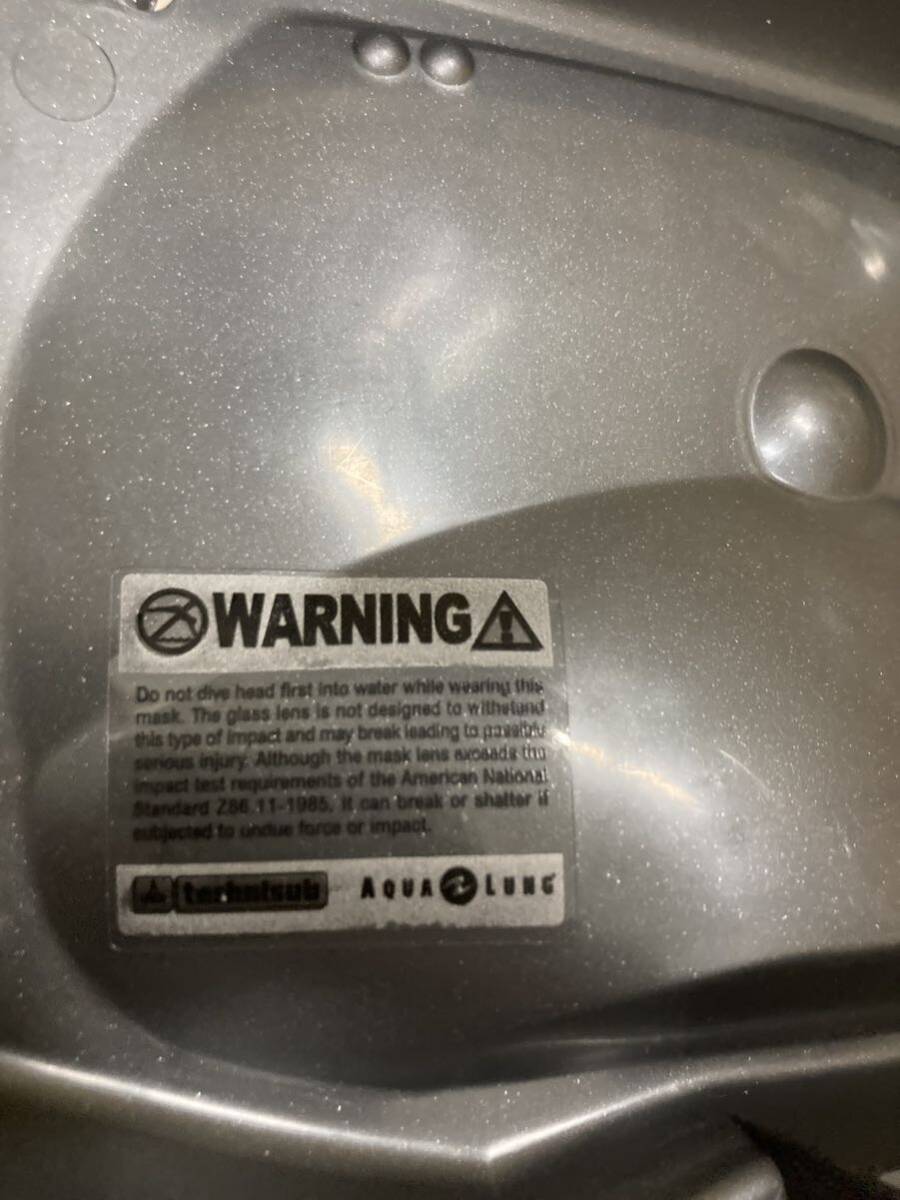 WARNING
Do not dive head first into water while wearing this
mask. The glass lens is not designed to withstand
this type of impact and may break leading to possible
serious injury. Although the mask lens exceeds the
impact test requirements of the American National
Standard Z86.11-1985. It can break or shatter if
subjected to undue force or impact.
technisub AQUA LUNG